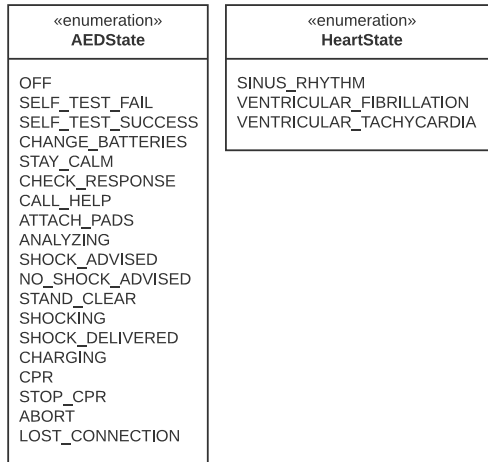 «enumeration»
AEDState
OFF
SELF_TEST_FAIL
SELF_TEST_SUCCESS
CHANGE_BATTERIES
STAY_CALM
CHECK_RESPONSE
CALL_HELP
ATTACH_PADS
ANALYZING
SHOCK_ADVISED
NO_SHOCK_ADVISED
STAND_CLEAR
SHOCKING
SHOCK_DELIVERED
CHARGING
CPR
STOP_CPR
ABORT
LOST_CONNECTION
«enumeration»
HeartState
SINUS_RHYTHM
VENTRICULAR_FIBRILLATION
VENTRICULAR_TACHYCARDIA